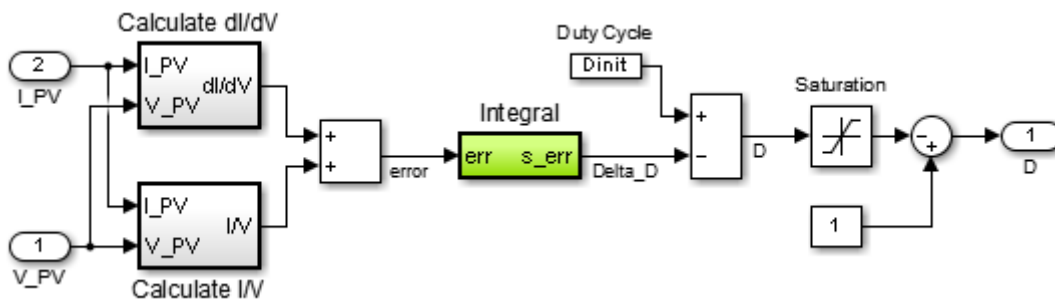 Calculate dI/dV
2
I_PV
I_PV
V_PV
dI/dV
+
+
error
Integral
err
s_err
Delta_D
Duty Cycle
Dinit
+
−
D
Saturation
−
+
1
D
1
I_PV
V_PV
I/V
1
V_PV
Calculate I/V